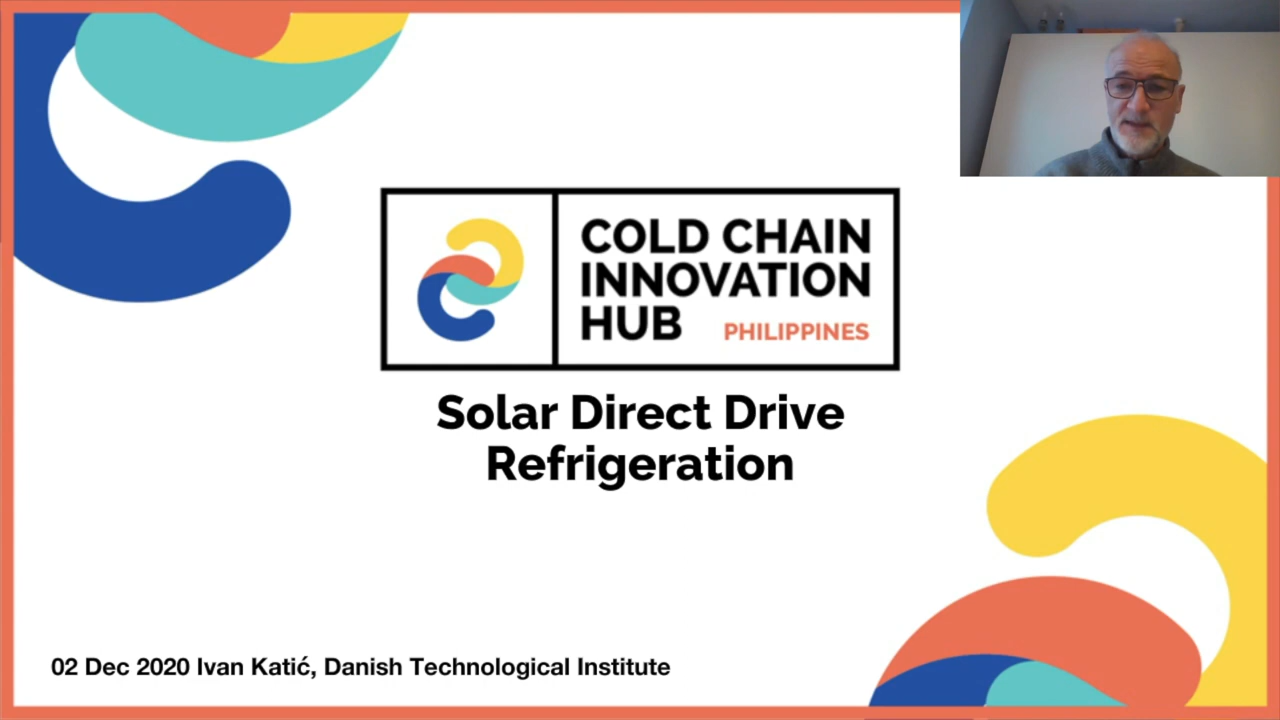 COLD CHAIN
INNOVATION
HUB PHILIPPINES
Solar Direct Drive
Refrigeration
02 Dec 2020 Ivan Katić, Danish Technological Institute